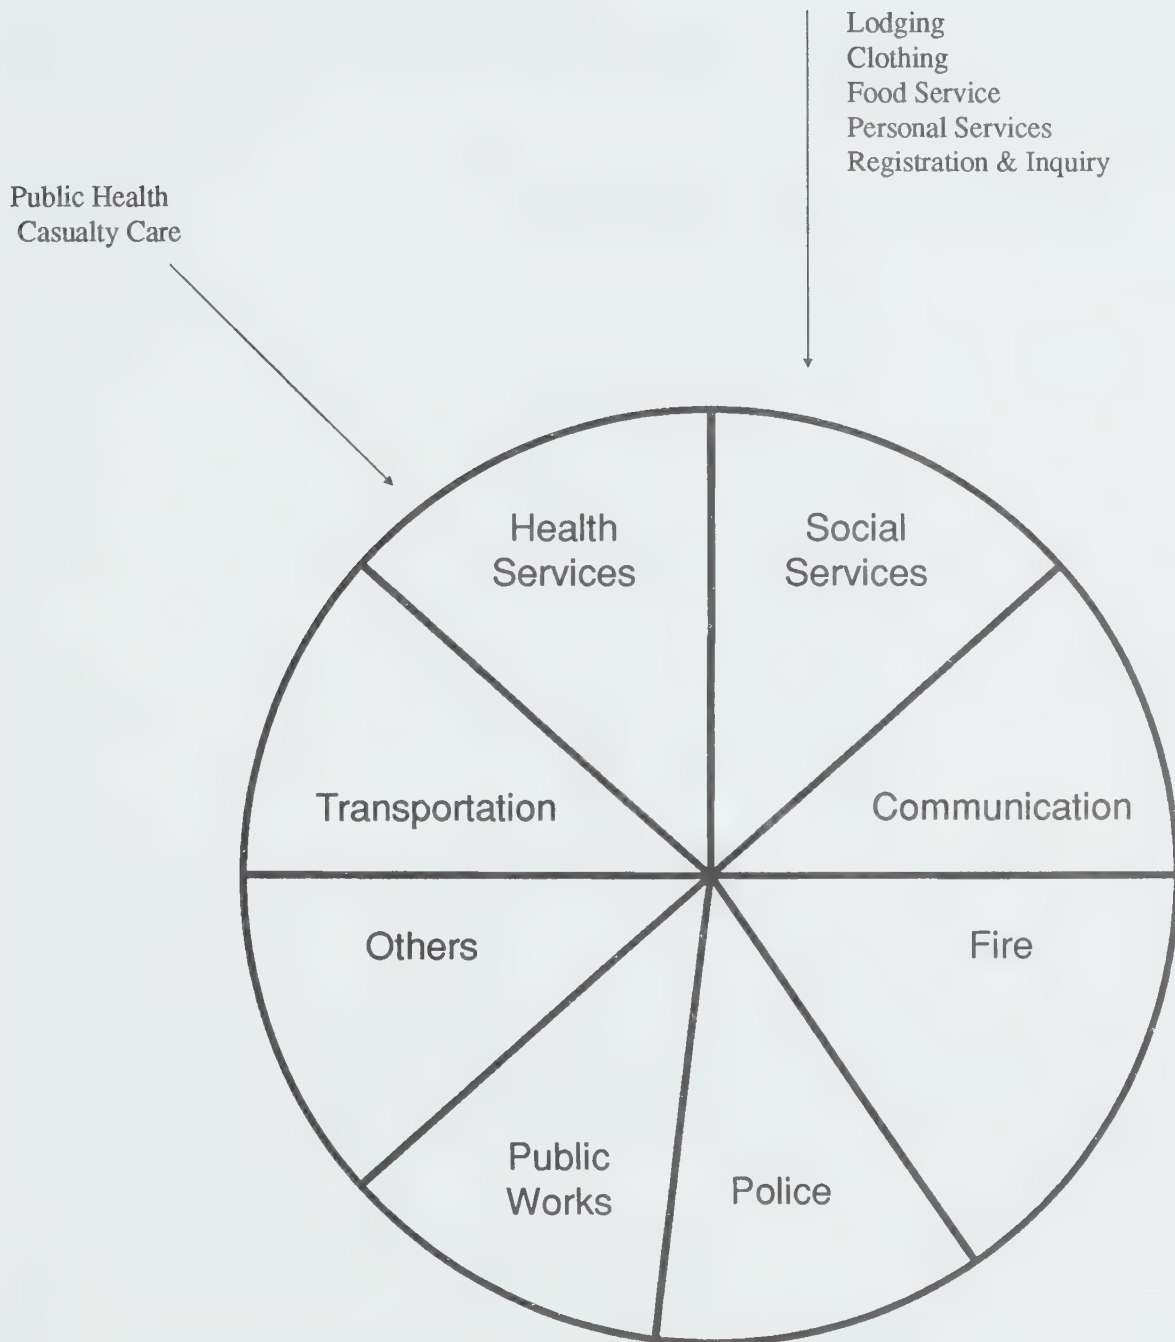 Lodging
Clothing
Food Service
Personal Services
Registration & Inquiry
Public Health
Casualty Care
Health
Services
Social
Services
Transportation
Communication
Others
Fire
Public
Works
Police